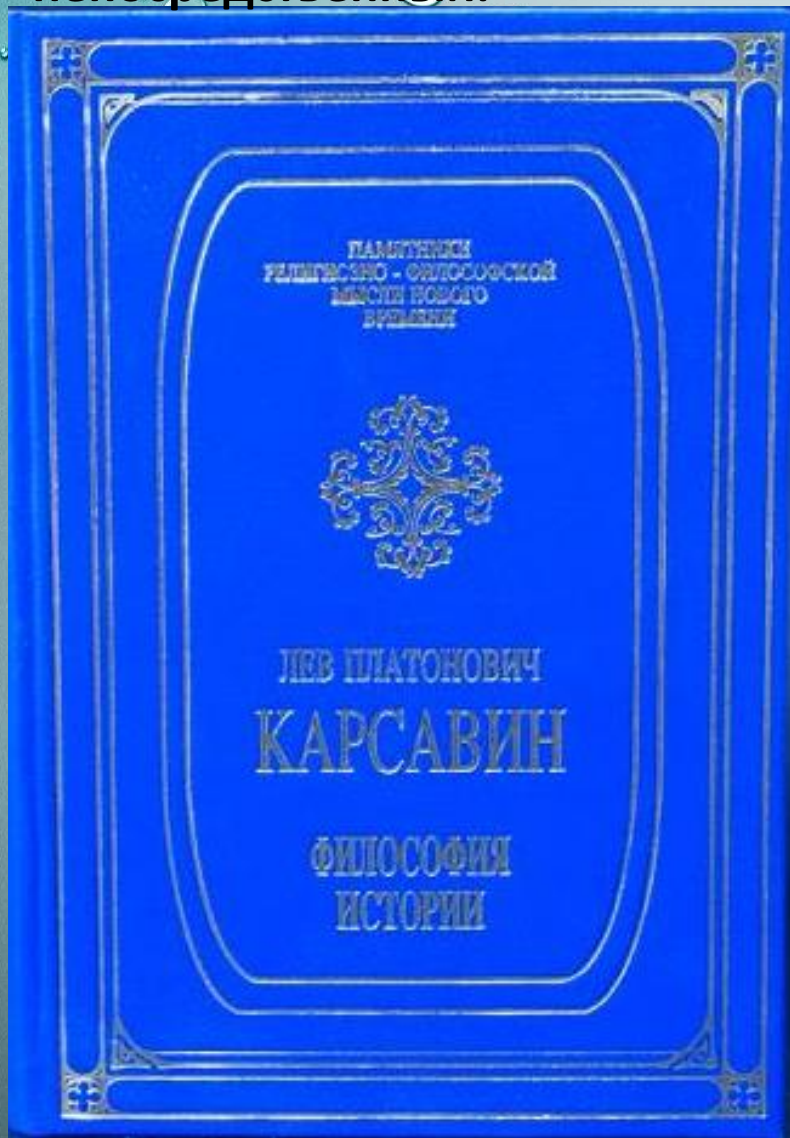 ПАМЯТНИКИ
РЕЛИГИОЗНО - ФИЛОСОФСКОЙ
МЫСЛИ НОВОГО
ВРЕМЕНИ
ЛЕВ ПЛАТОНОВИЧ
КАРСАВИН
ФИЛОСОФИЯ
ИСТОРИИ